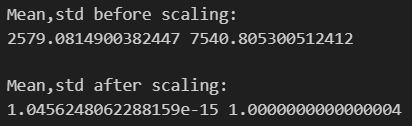 Mean,std before scaling:
2579.0814900382447 7540.805300512412
Mean,std after scaling:
1.0456248062288159e-15 1.0000000000000004